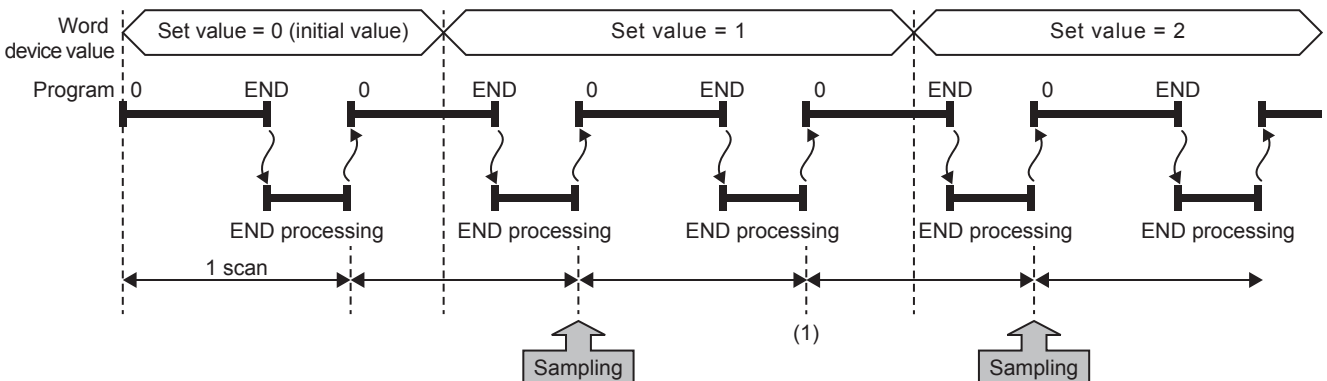 Word
device value
Set value = 0 (initial value)
Set value = 1
Set value = 2
Program
0
END
0
END
0
END
0
END
0
END
END processing
END processing
END processing
END processing
END processing
1 scan
(1)
Sampling
Sampling